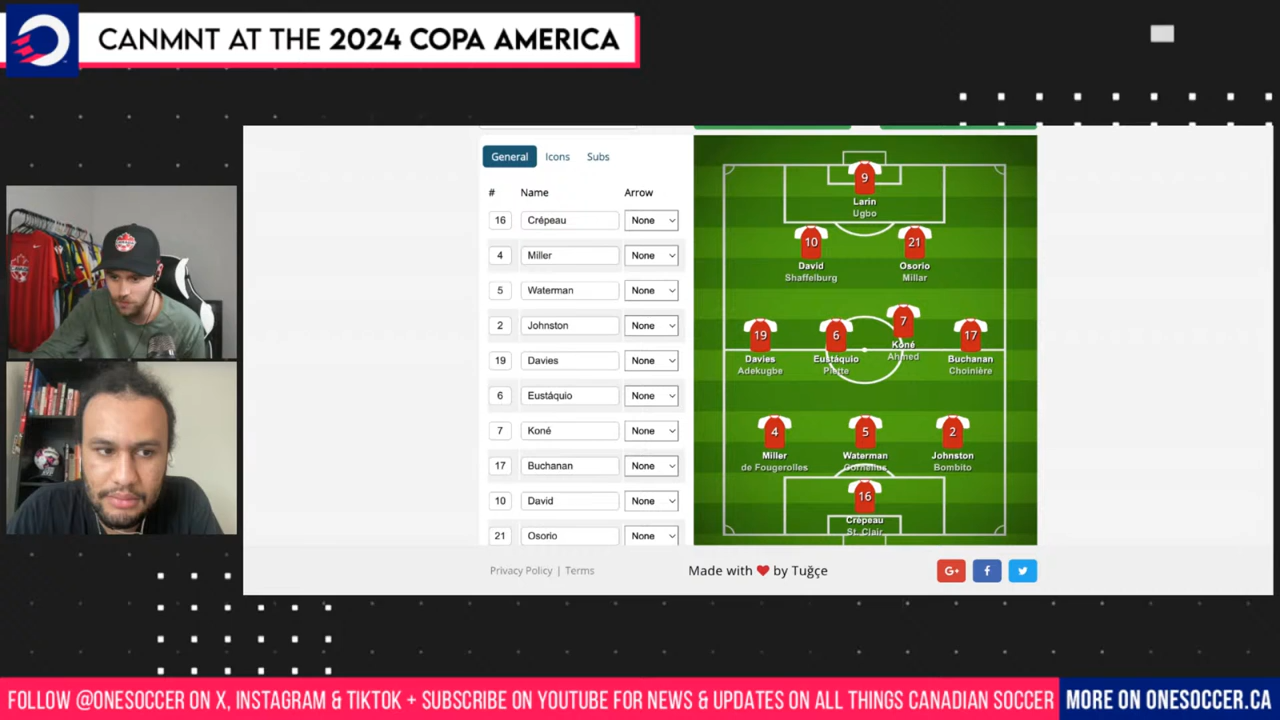 CANMNT AT THE 2024 COPA AMERICA
General Icons Subs
# Name Arrow
16 Crépeau None
4 Miller None
5 Waterman None
2 Johnston None
19 Davies None
6 Eustáquio None
7 Koné None
17 Buchanan None
10 David None
21 Osorio None
9
Larin
Ugbo
10
David
Shaffelburg
21
Osorio
Millar
19
Davies
Adekugbe
6
Eustáquio
Piette
7
Koné
Ahmed
17
Buchanan
Choinière
4
Miller
de Fougerolles
5
Waterman
Cornelius
2
Johnston
Bombito
16
Crépeau
St. Clair
Privacy Policy | Terms
Made with ❤ by Tuğçe
G+
FOLLOW @ONESOCCER ON X, INSTAGRAM & TIKTOK + SUBSCRIBE ON YOUTUBE FOR NEWS & UPDATES ON ALL THINGS CANADIAN SOCCER
MORE ON ONESOCCER.CA